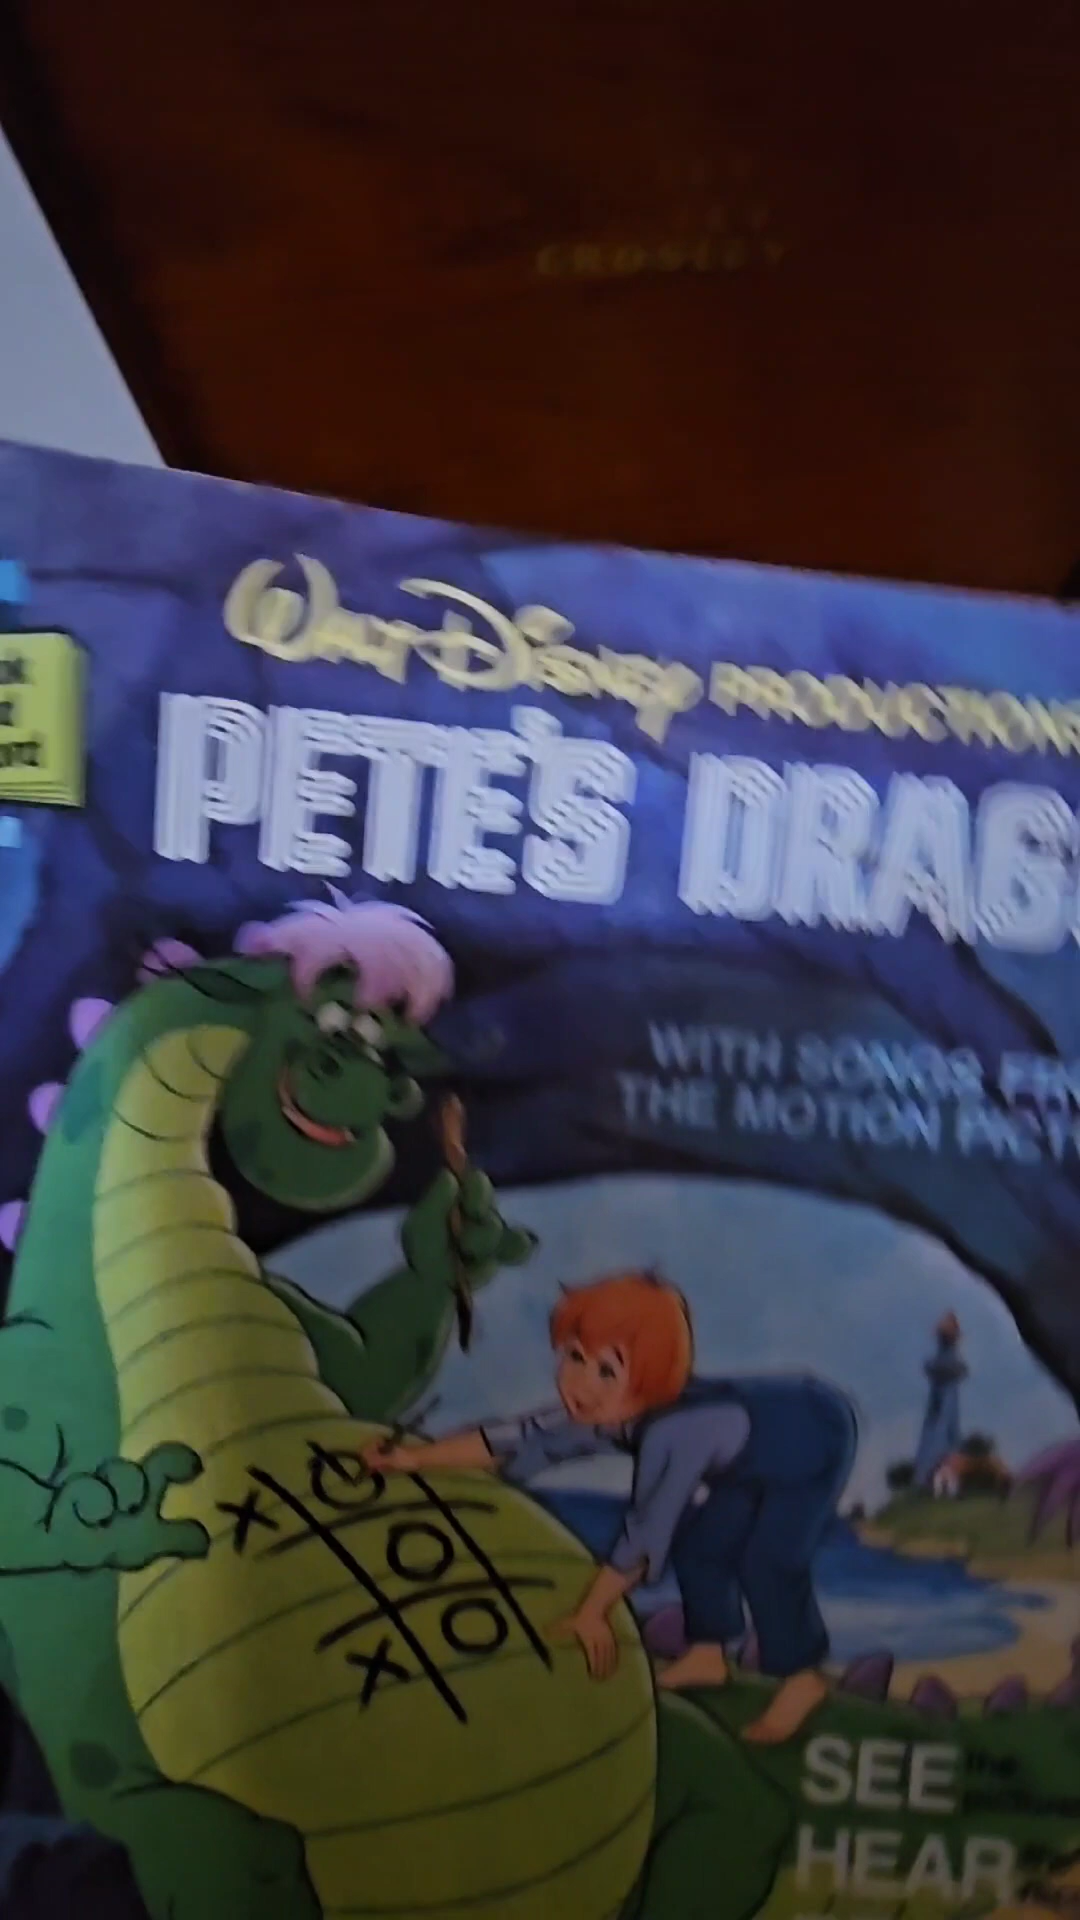 CROSLEY
WALT DISNEY PRODUCTIONS
PETE'S DRAG
WITH SONGS FR
THE MOTION PICT
X O
O
X O
SEE the
HEAR